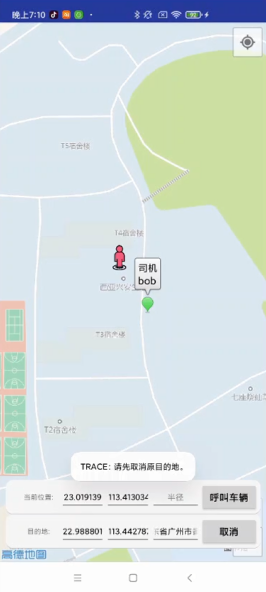 晚上7:10
T5宿舍楼
T4宿舍楼
司机
bob
T3宿舍楼
T2宿舍楼
TRACE: 请先取消原目的地。
当前位置: 23.019139 113.413034 半径 呼叫车辆
目的地: 22.988801 113.442787 东省广州市番 取消
高德地图